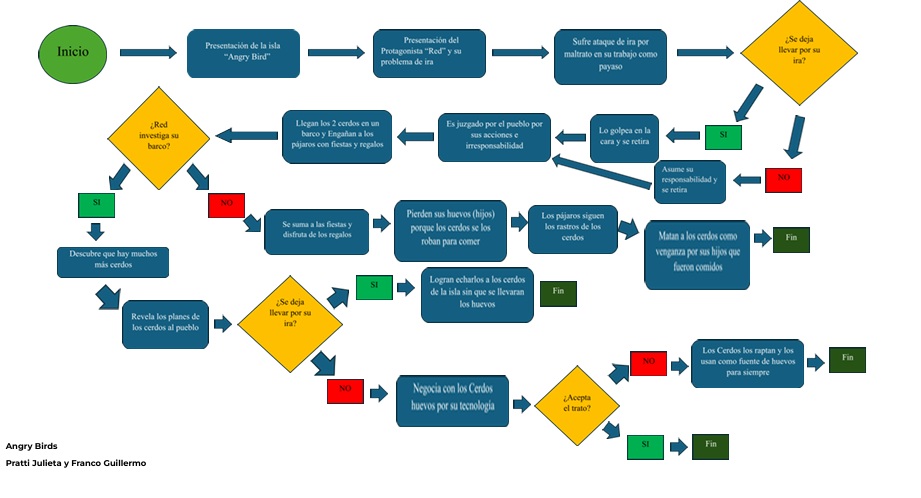 Inicio
Presentación de la isla
“Angry Bird”
Presentación del
Protagonista “Red” y su
problema de ira
Sufre ataque de ira por
maltrato en su trabajo como
payaso
¿Se deja
llevar por su
ira?
SI
NO
Lo golpea en la
cara y se retira
Asume su
responsabilidad y
se retira
Es juzgado por el pueblo por
sus acciones e
irresponsabilidad
Llegan los 2 cerdos en un
barco y Engañan a los
pájaros con fiestas y regalos
¿Red
investiga su
barco?
SI
NO
Se suma a las fiestas y
disfruta de los regalos
Pierden sus huevos (hijos)
porque los cerdos se los
roban para comer
Los pájaros siguen
los rastros de los
cerdos
Matan a los cerdos como
venganza por sus hijos que
fueron comidos
Fin
Descubre que hay muchos
más cerdos
Revela los planes de
los cerdos al pueblo
¿Se deja
llevar por su
ira?
SI
Logran echarlos a los cerdos
de la isla sin que se llevaran
los huevos
Fin
NO
Negocia con los Cerdos
huevos por su tecnología
¿Acepta
el trato?
NO
Los Cerdos los raptan y los
usan como fuente de huevos
para siempre
Fin
SI
Fin
Angry Birds
Pratti Julieta y Franco Guillermo